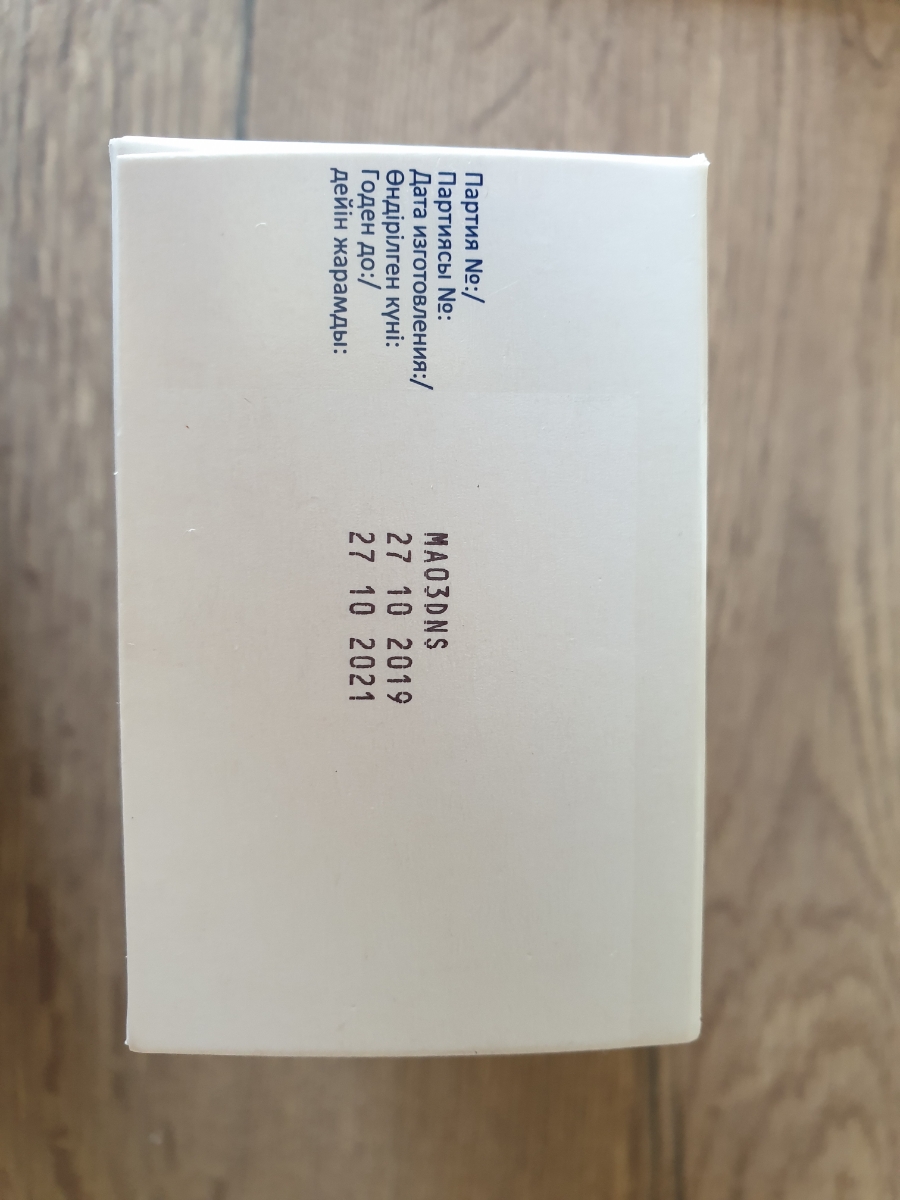 Партия №:/
Партиясы №:
Дата изготовления:/
Өндірілген күні:
Годен до:/
дейін жарамды:
MA03DNS
27 10 2019
27 10 2021